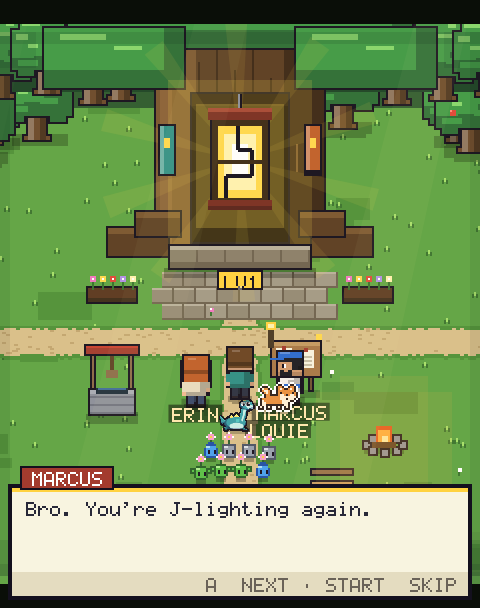 LV1
ERIN
MARCUS
LOUIE
MARCUS
Bro. You're J-lighting again.
A NEXT · START SKIP